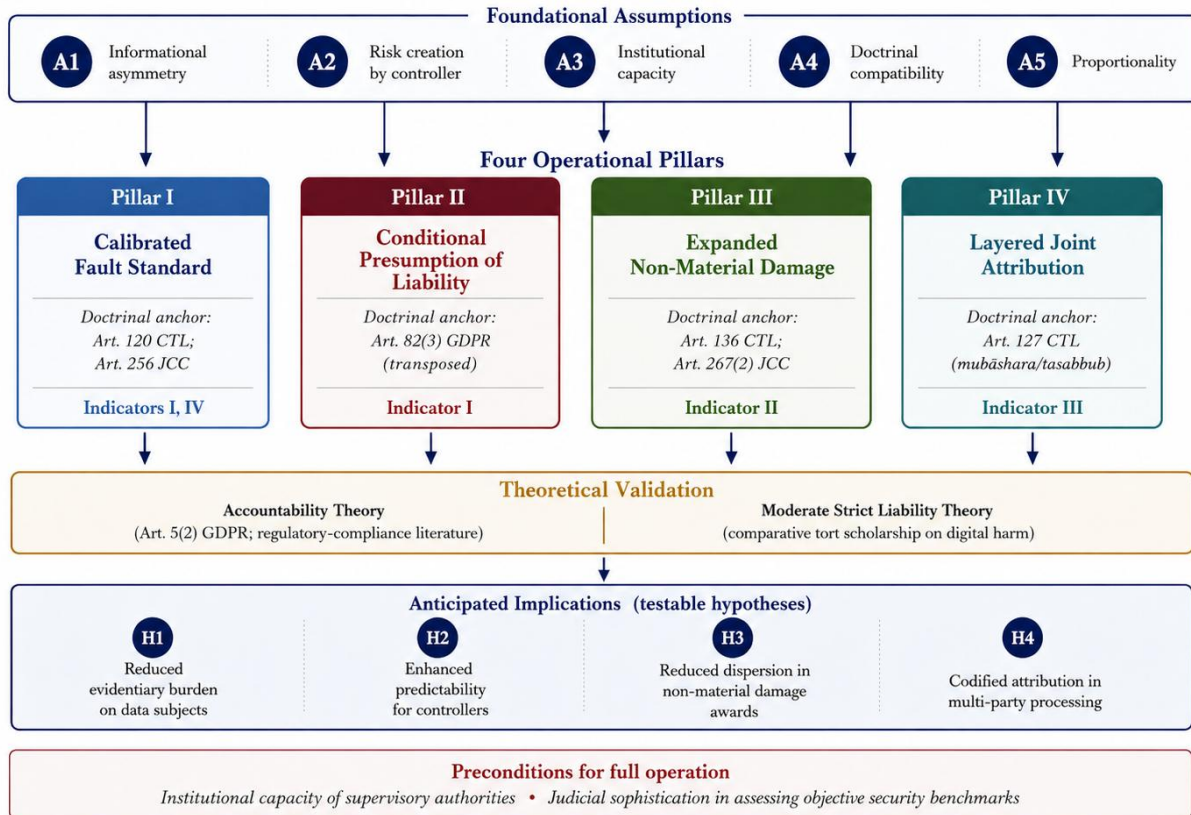 Foundational Assumptions
A1
Informational
asymmetry
A2
Risk creation
by controller
A3
Institutional
capacity
A4
Doctrinal
compatibility
A5
Proportionality
Four Operational Pillars
Pillar I
Calibrated
Fault Standard
Doctrinal anchor:
Art. 120 CTL;
Art. 256 JCC
Indicators I, IV
Pillar II
Conditional
Presumption of
Liability
Doctrinal anchor:
Art. 82(3) GDPR
(transposed)
Indicator I
Pillar III
Expanded
Non-Material Damage
Doctrinal anchor:
Art. 136 CTL;
Art. 267(2) JCC
Indicator II
Pillar IV
Layered Joint
Attribution
Doctrinal anchor:
Art. 127 CTL
(mubāshara/tasabbub)
Indicator III
Theoretical Validation
Accountability Theory
(Art. 5(2) GDPR; regulatory-compliance literature)
Moderate Strict Liability Theory
(comparative tort scholarship on digital harm)
Anticipated Implications (testable hypotheses)
H1
Reduced
evidentiary burden
on data subjects
H2
Enhanced
predictability
for controllers
H3
Reduced dispersion in
non-material damage
awards
H4
Codified attribution in
multi-party processing
Preconditions for full operation
Institutional capacity of supervisory authorities • Judicial sophistication in assessing objective security benchmarks